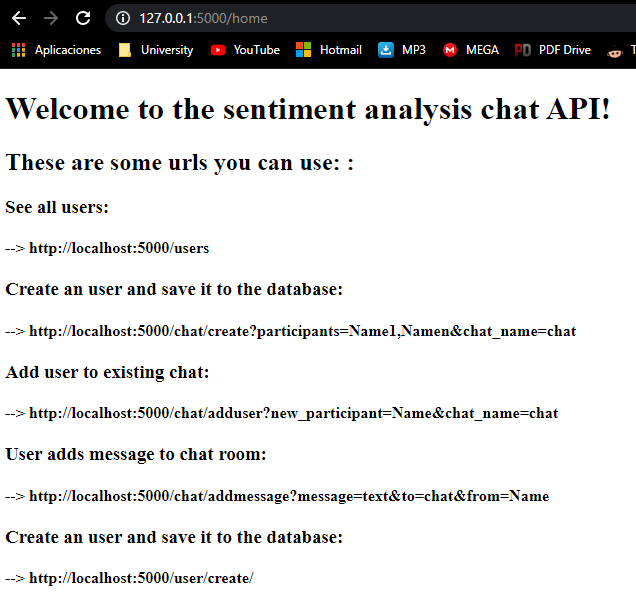 127.0.0.1:5000/home
Aplicaciones University YouTube Hotmail MP3 MEGA PD PDF Drive
Welcome to the sentiment analysis chat API!
These are some urls you can use: :
See all users:
--> http://localhost:5000/users
Create an user and save it to the database:
--> http://localhost:5000/chat/create?participants=Name1,Namen&chat_name=chat
Add user to existing chat:
--> http://localhost:5000/chat/adduser?new_participant=Name&chat_name=chat
User adds message to chat room:
--> http://localhost:5000/chat/addmessage?message=text&to=chat&from=Name
Create an user and save it to the database:
--> http://localhost:5000/user/create/